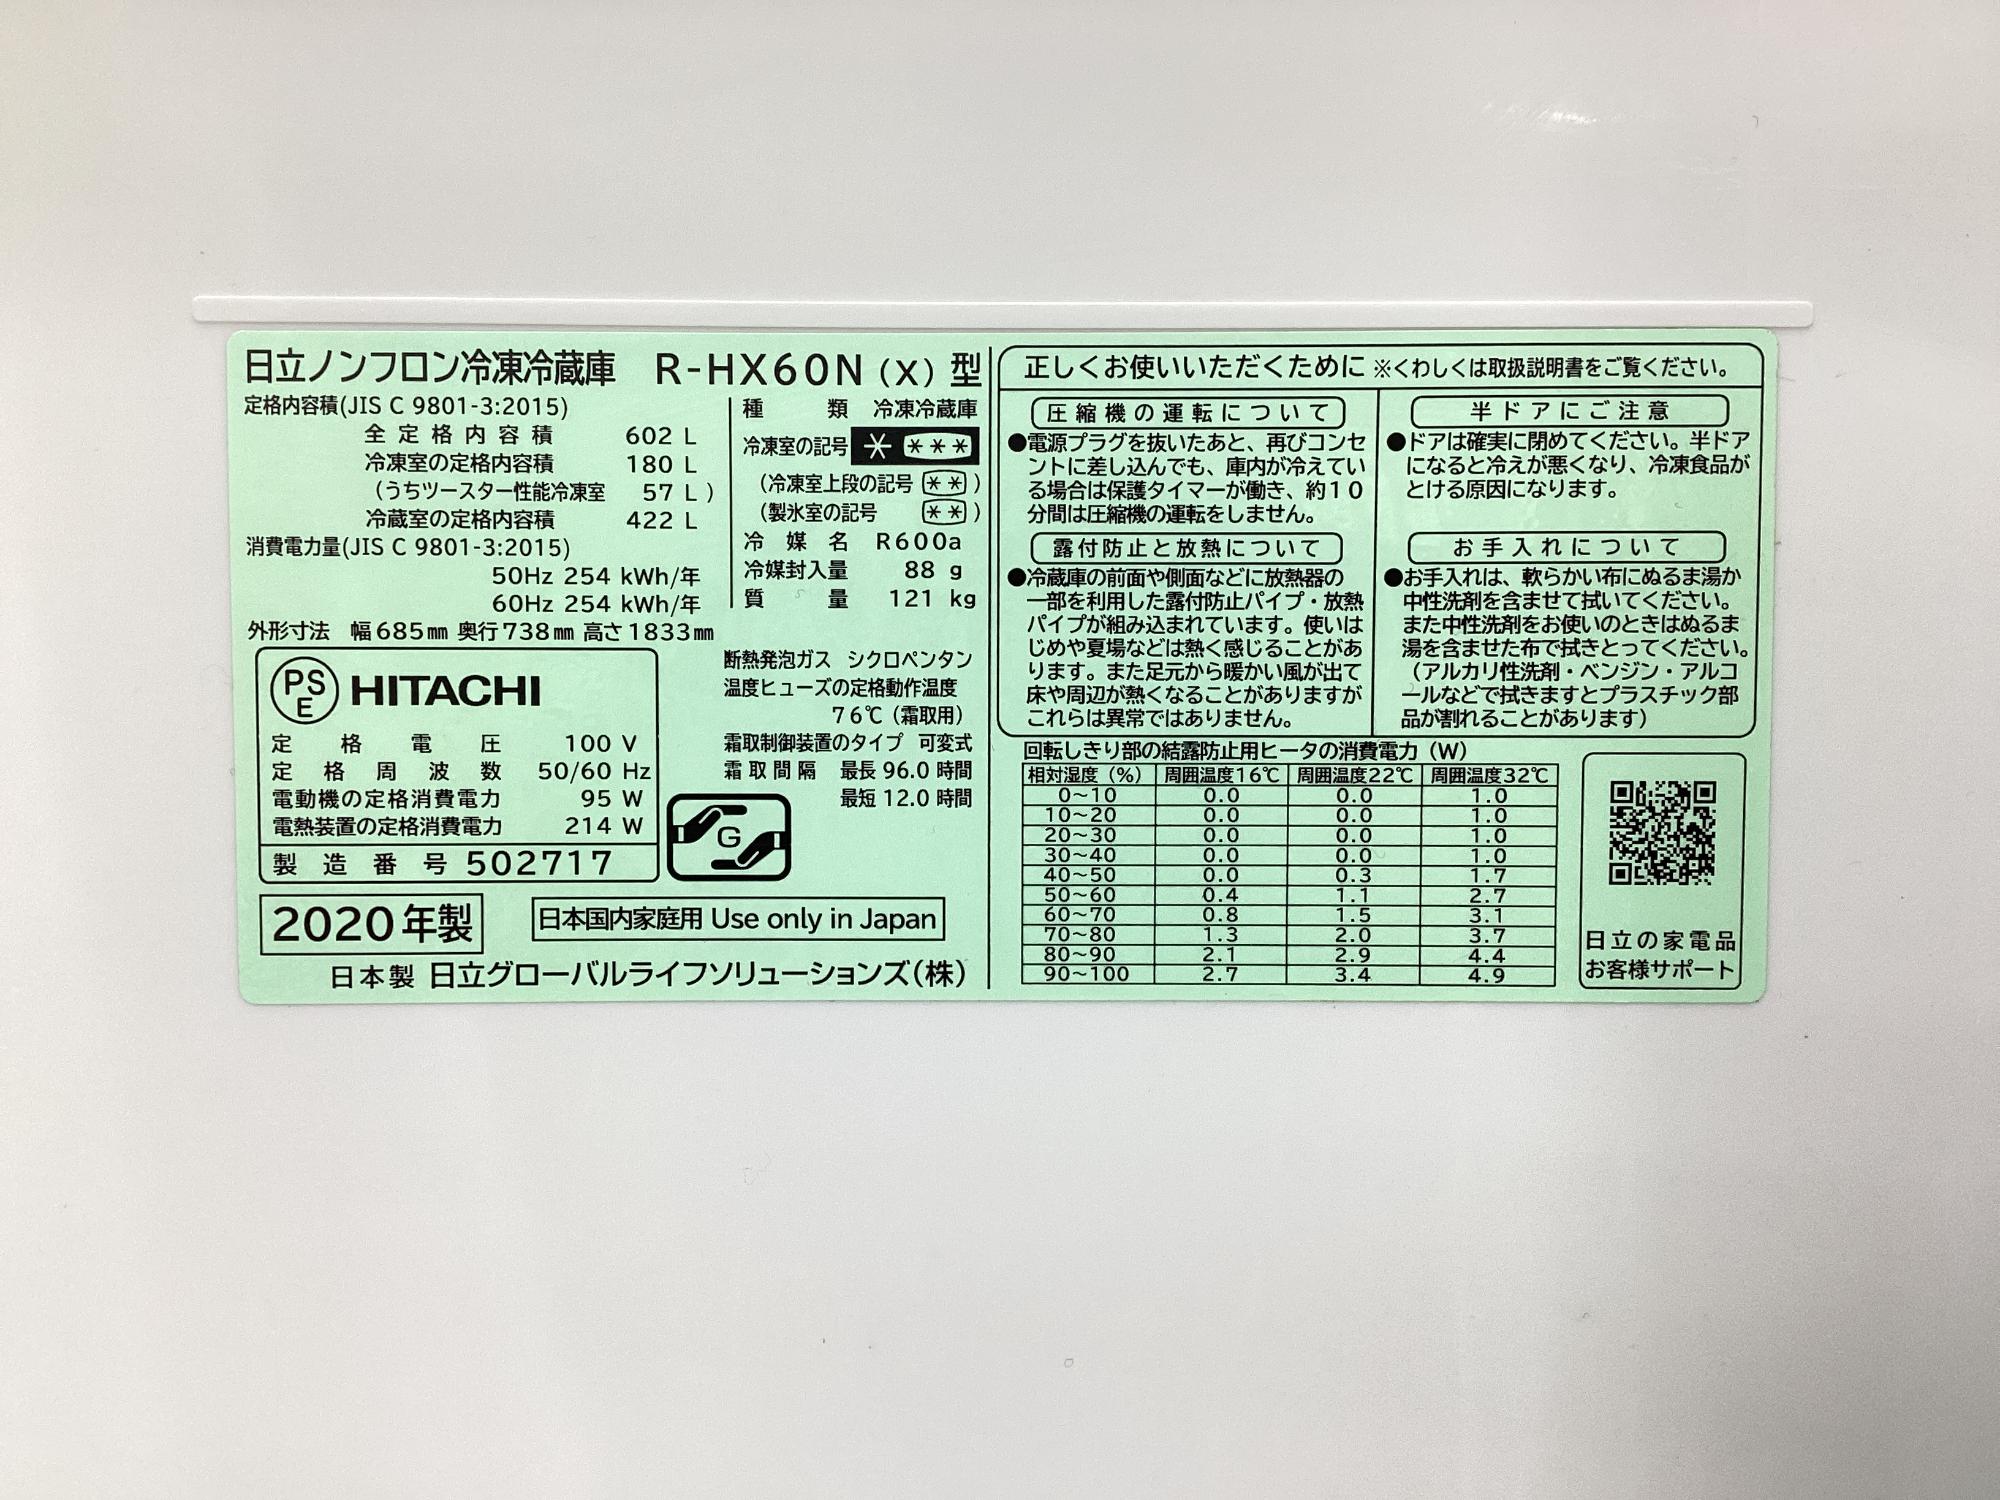 日立ノンフロン冷凍冷蔵庫 R-HX60N (X) 型
定格内容積(JIS C 9801-3:2015)
全定格内容積 602 L
冷凍室の定格内容積 180 L
(うちツースター性能冷凍室 57 L )
冷蔵室の定格内容積 422 L
消費電力量(JIS C 9801-3:2015)
50Hz 254 kWh/年
60Hz 254 kWh/年
外形寸法 幅685mm 奥行738mm 高さ1833mm
種類 冷凍冷蔵庫
冷凍室の記号 * ***
(冷凍室上段の記号 ** )
(製氷室の記号 ** )
冷媒名 R600a
冷媒封入量 88 g
質量 121 kg
PSE HITACHI
定格電圧 100 V
定格周波数 50/60 Hz
電動機の定格消費電力 95 W
電熱装置の定格消費電力 214 W
製造番号 502717
断熱発泡ガス シクロペンタン
温度ヒューズの定格動作温度
76℃(霜取用)
霜取制御装置のタイプ 可変式
霜取間隔 最長 96.0 時間
最短 12.0 時間
G
2020年製
日本国内家庭用 Use only in Japan
日本製 日立グローバルライフソリューションズ(株)
正しくお使いいただくために ※くわしくは取扱説明書をご覧ください。
圧縮機の運転について
●電源プラグを抜いたあと、再びコンセ
ントに差し込んでも、庫内が冷えてい
る場合は保護タイマーが働き、約10
分間は圧縮機の運転をしません。
露付防止と放熱について
●冷蔵庫の前面や側面などに放熱器の
一部を利用した露付防止パイプ・放熱
パイプが組み込まれています。使いは
じめや夏場などは熱く感じることがあ
ります。また足元から暖かい風が出て
床や周辺が熱くなることがありますが
これらは異常ではありません。
半ドアにご注意
●ドアは確実に閉めてください。半ドア
になると冷えが悪くなり、冷凍食品が
とける原因になります。
お手入れについて
●お手入れは、軟らかい布にぬるま湯か
中性洗剤を含ませて拭いてください。
また中性洗剤をお使いのときはぬるま
湯を含ませた布で拭きとってください。
(アルカリ性洗剤・ベンジン・アルコ
ールなどで拭きますとプラスチック部
品が割れることがあります)
回転しきり部の結露防止用ヒータの消費電力(W)
相対湿度(%) 周囲温度16℃ 周囲温度22℃ 周囲温度32℃
0~10 0.0 0.0 1.0
10~20 0.0 0.0 1.0
20~30 0.0 0.0 1.0
30~40 0.0 0.0 1.0
40~50 0.0 0.3 1.7
50~60 0.4 1.1 2.7
60~70 0.8 1.5 3.1
70~80 1.3 2.0 3.7
80~90 2.1 2.9 4.4
90~100 2.7 3.4 4.9
日立の家電品
お客様サポート